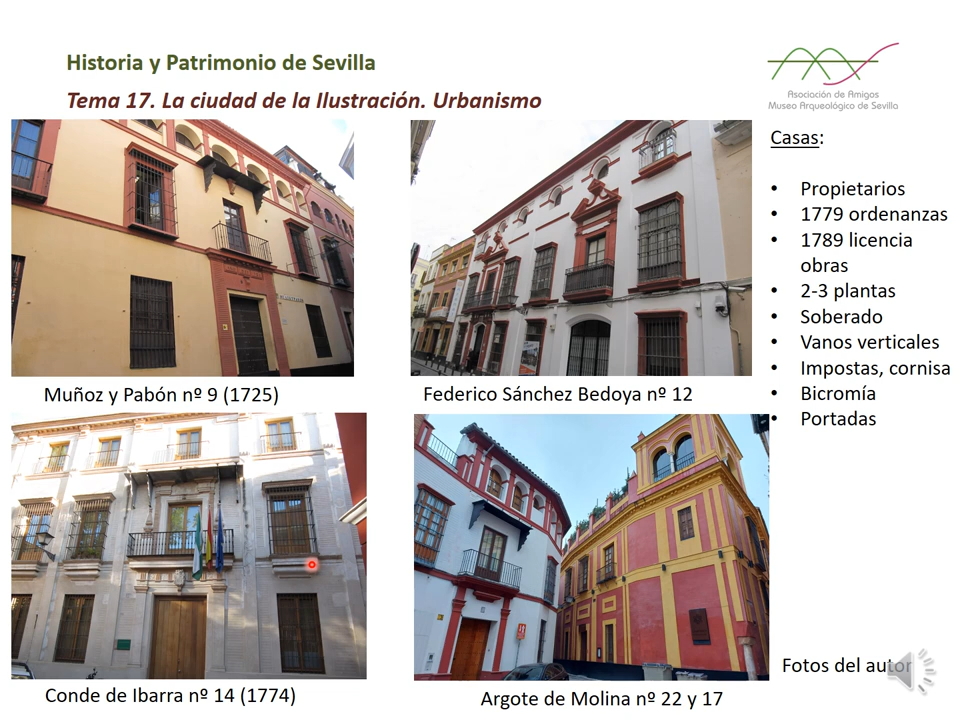 Historia y Patrimonio de Sevilla
Tema 17. La ciudad de la Ilustración. Urbanismo
Asociación de Amigos
Museo Arqueológico de Sevilla
Casas:
• Propietarios
• 1779 ordenanzas
• 1789 licencia
obras
• 2-3 plantas
• Soberado
• Vanos verticales
• Impostas, cornisa
• Bicromía
• Portadas
Muñoz y Pabón nº 9 (1725)
Federico Sánchez Bedoya nº 12
Conde de Ibarra nº 14 (1774)
Argote de Molina nº 22 y 17
Fotos del autor